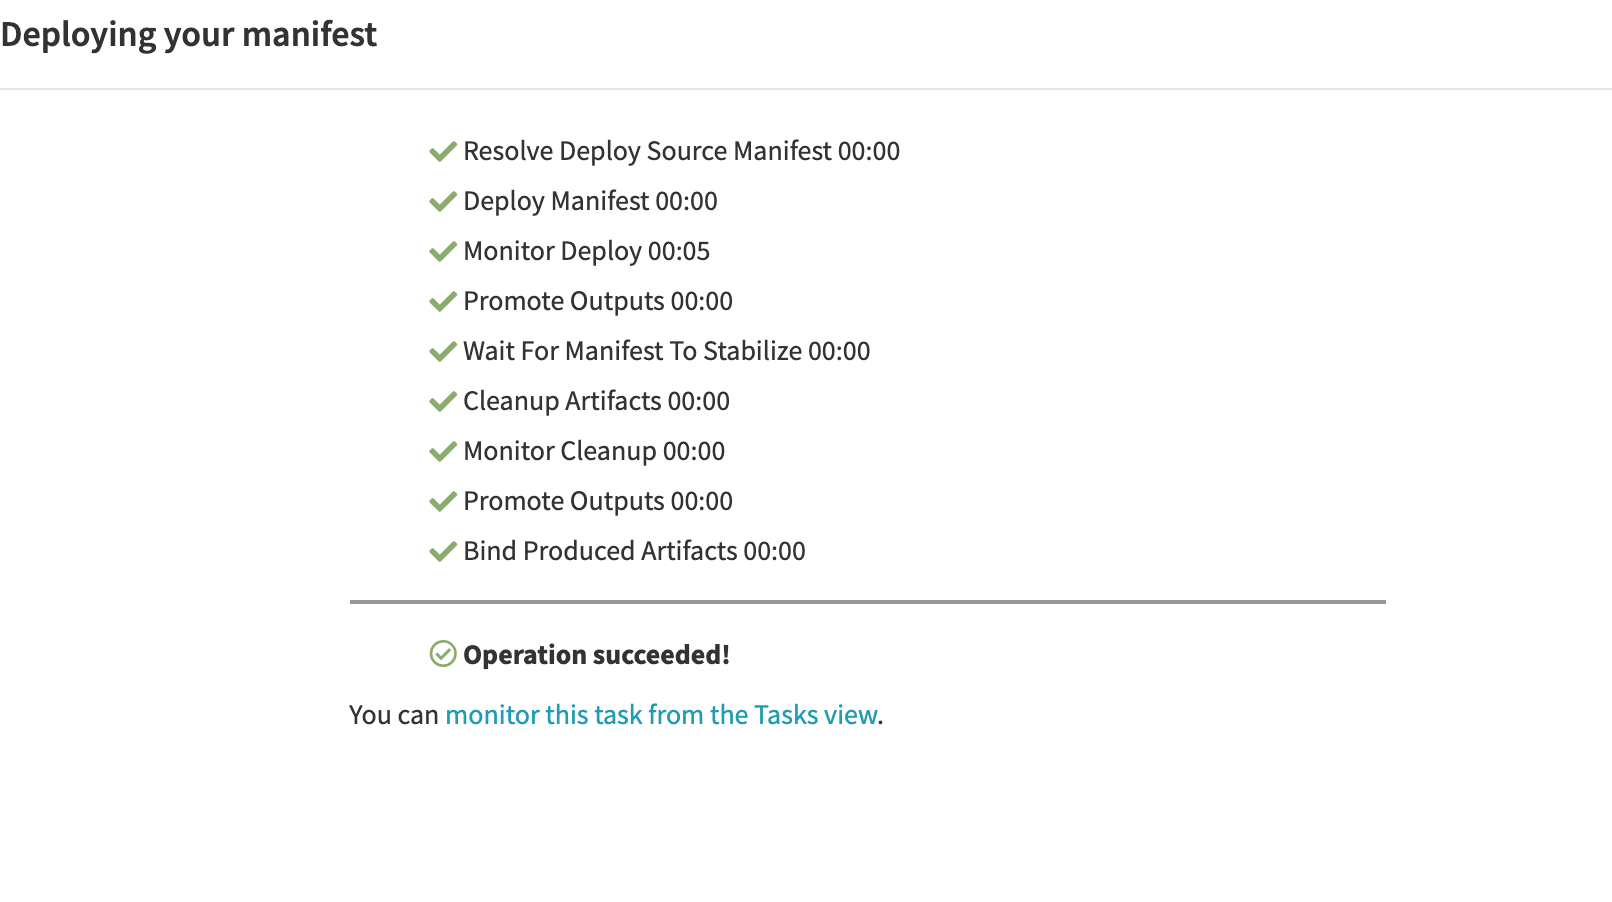 Deploying your manifest
Resolve Deploy Source Manifest 00:00
Deploy Manifest 00:00
Monitor Deploy 00:05
Promote Outputs 00:00
Wait For Manifest To Stabilize 00:00
Cleanup Artifacts 00:00
Monitor Cleanup 00:00
Promote Outputs 00:00
Bind Produced Artifacts 00:00
Operation succeeded!
You can monitor this task from the Tasks view.